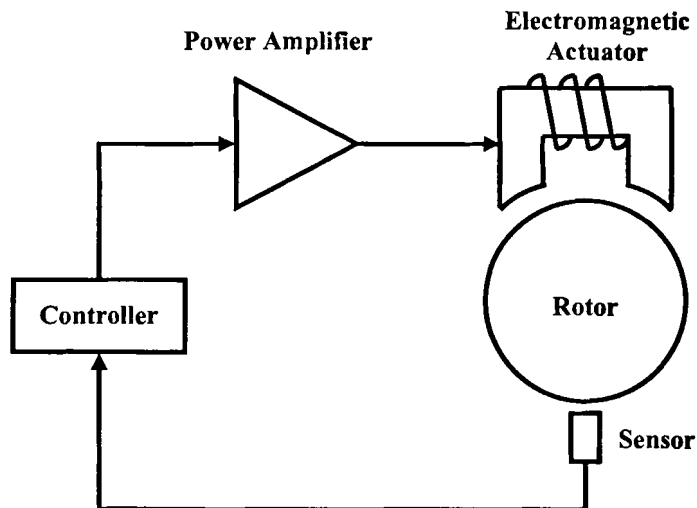 Power Amplifier
Electromagnetic
Actuator
Controller
Rotor
Sensor